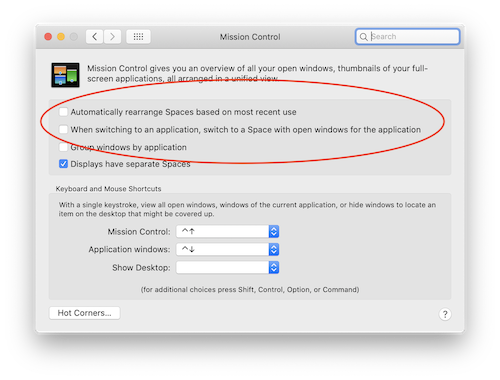 Mission Control
Search
Mission Control gives you an overview of all your open windows, thumbnails of your full-
screen applications, all arranged in a unified view.
Automatically rearrange Spaces based on most recent use
When switching to an application, switch to a Space with open windows for the application
Group windows by application
Displays have separate Spaces
Keyboard and Mouse Shortcuts
With a single keystroke, view all open windows, windows of the current application, or hide windows to locate an
item on the desktop that might be covered up.
Mission Control: ^↑
Application windows: ^↓
Show Desktop:
(for additional choices press Shift, Control, Option, or Command)
Hot Corners... ?